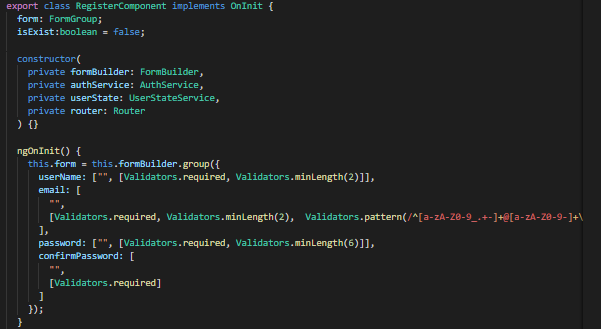 export class RegisterComponent implements OnInit {
form: FormGroup;
isExist:boolean = false;
constructor(
private formBuilder: FormBuilder,
private authService: AuthService,
private userState: UserStateService,
private router: Router
) {}
ngOnInit() {
this.form = this.formBuilder.group({
userName: ["", [Validators.required, Validators.minLength(2)]],
email: [
"",
[Validators.required, Validators.minLength(2),  Validators.pattern(/^[a-zA-Z0-9_.+-]+@[a-zA-Z0-9-]+\
],
password: ["", [Validators.required, Validators.minLength(6)]],
confirmPassword: [
"",
[Validators.required]
]
});
}